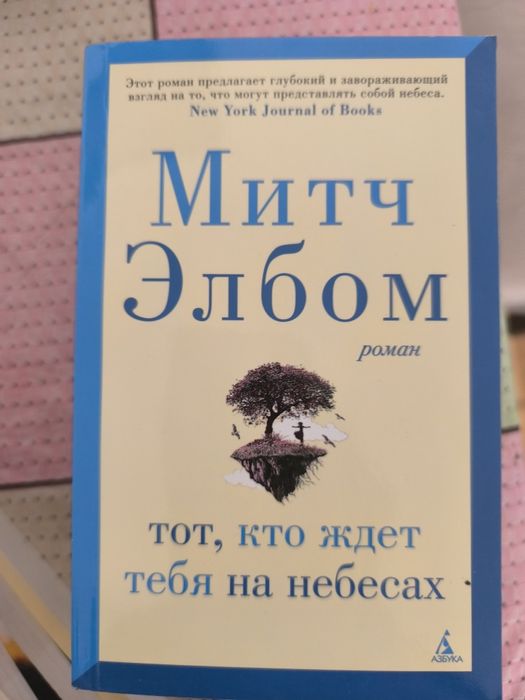 Этот роман предлагает глубокий и завораживающий
взгляд на то, что могут представлять собой небеса.
New York Journal of Books
Митч
Элбом
роман
тот, кто ждет
тебя на небесах
АЗБУКА